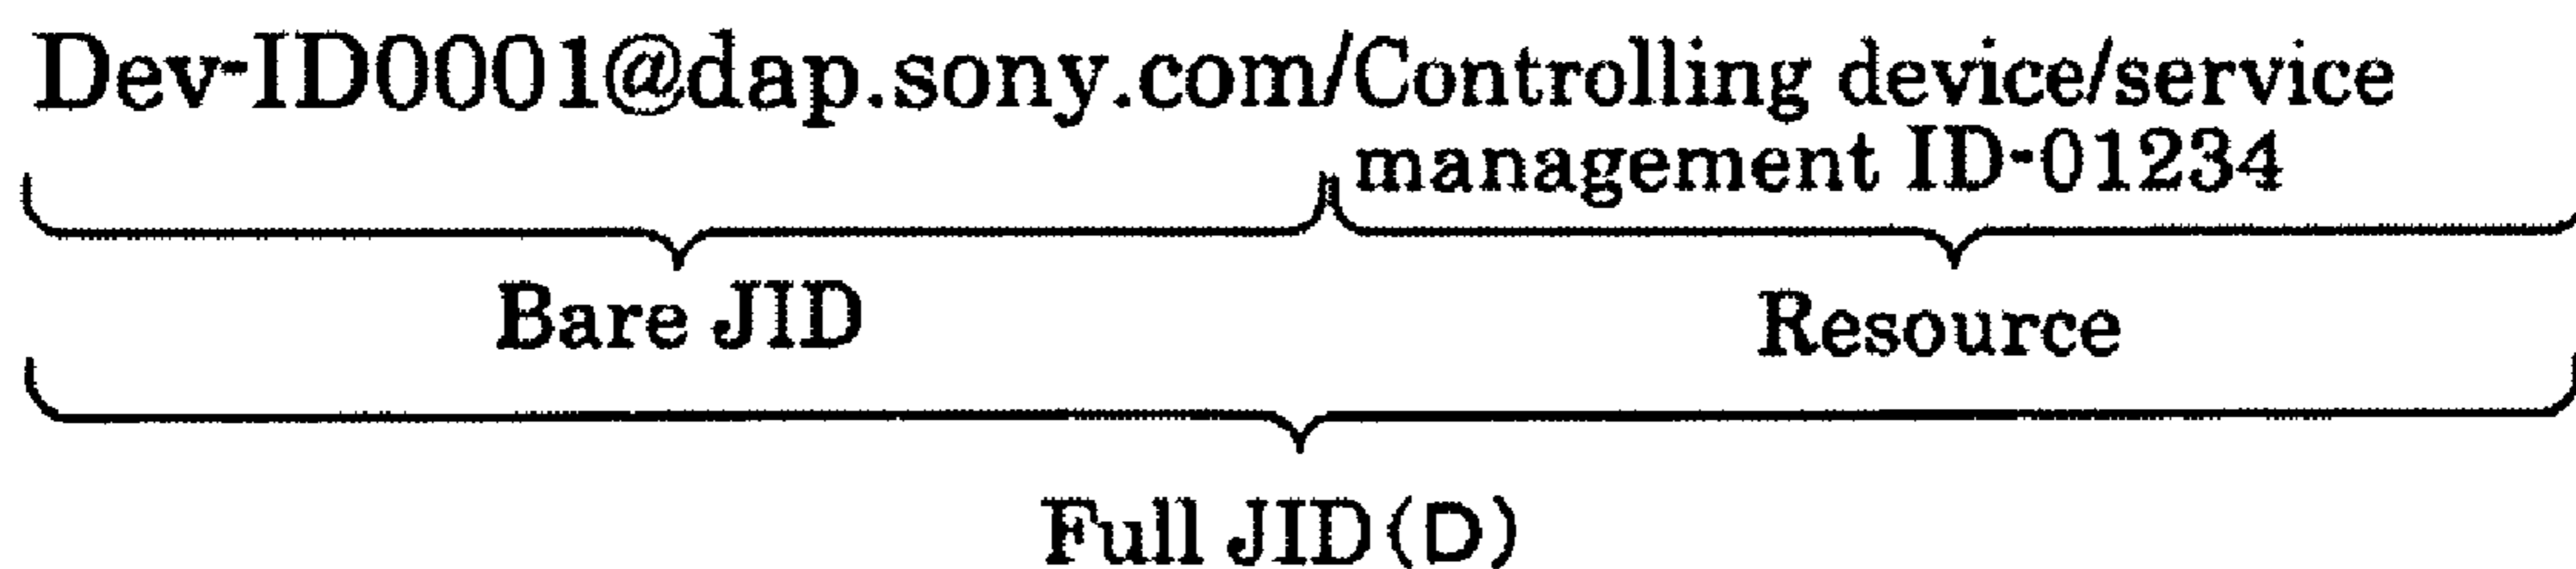 Dev-ID0001@dap.sony.com/Controlling device/service
management ID-01234
Bare JID
Resource
Full JID(D)